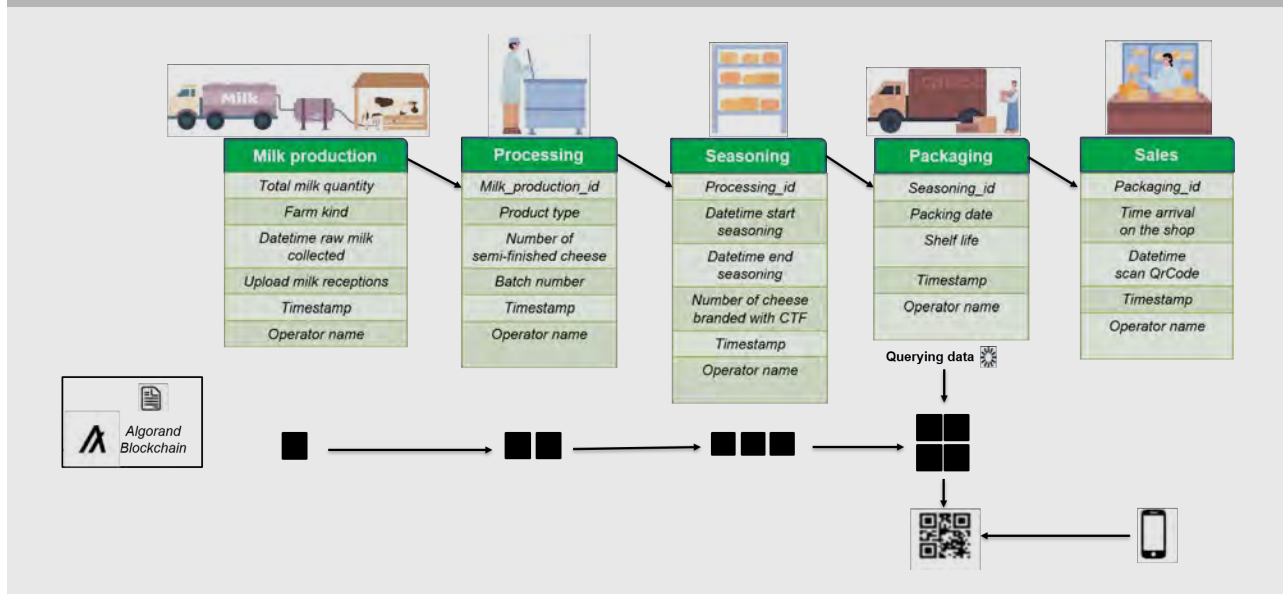 Milk
Milk production
Total milk quantity
Farm kind
Datetime raw milk
collected
Upload milk receptions
Timestamp
Operator name
Processing
Milk_production_id
Product type
Number of
semi-finished cheese
Batch number
Timestamp
Operator name
Seasoning
Processing_id
Datetime start
seasoning
Datetime end
seasoning
Number of cheese
branded with CTF
Timestamp
Operator name
Packaging
Seasoning_id
Packing date
Shelf life
Timestamp
Operator name
Sales
Packaging_id
Time arrival
on the shop
Datetime
scan QrCode
Timestamp
Operator name
Querying data
Algorand
Blockchain